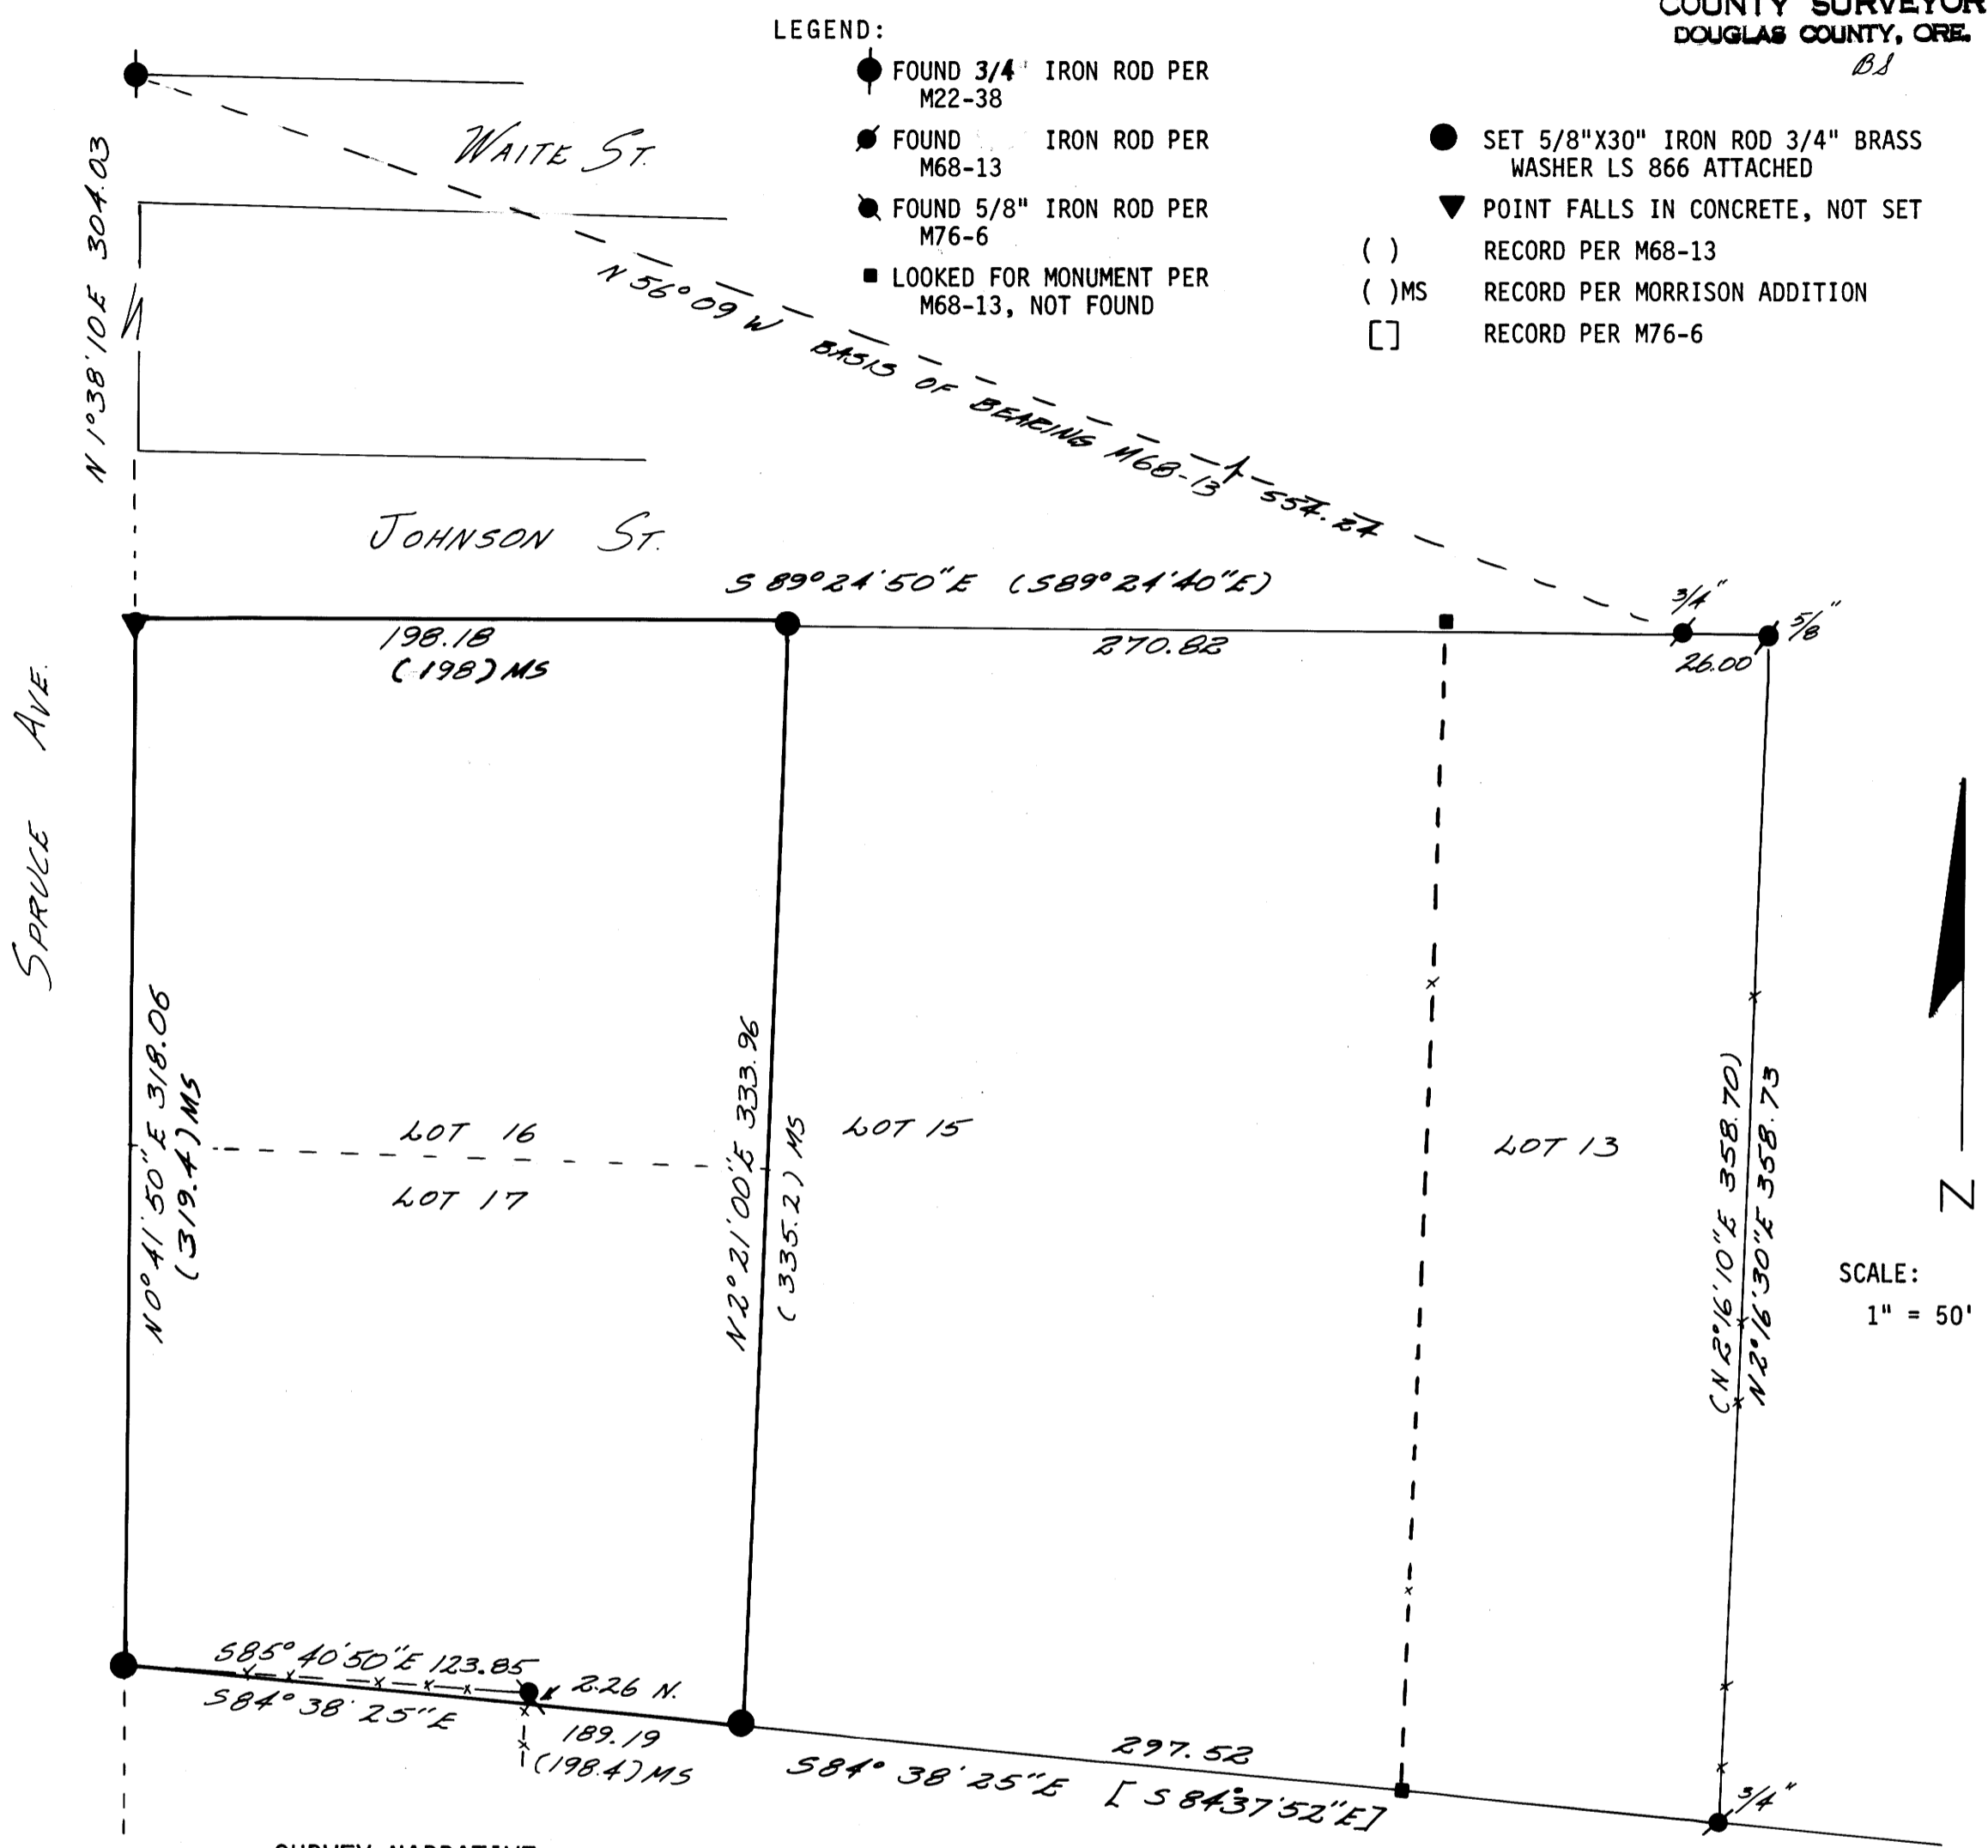 COUNTY SURVEYOR
DOUGLAS COUNTY, ORE.
BS
LEGEND:
FOUND 3/4" IRON ROD PER
M22-38
FOUND IRON ROD PER
M68-13
FOUND 5/8" IRON ROD PER
M76-6
LOOKED FOR MONUMENT PER
M68-13, NOT FOUND
SET 5/8"X30" IRON ROD 3/4" BRASS
WASHER LS 866 ATTACHED
POINT FALLS IN CONCRETE, NOT SET
( ) RECORD PER M68-13
( )MS RECORD PER MORRISON ADDITION
[] RECORD PER M76-6
WAITE ST.
N 1°38'10 E 304.03
N 56°09 W BASIS OF BEARING M68-13 554.24
JOHNSON ST.
S 89°24'50"E (S89°24'40"E)
3/4"
5/8"
198.18
(198)MS
270.82
26.00
SPRUCE AVE.
N0°41'50"E 318.06
(319.4)MS
N2°21'00"E 333.96
(335.2) MS
LOT 16
LOT 17
LOT 15
LOT 13
(N2°16'10"E 358.70)
N2°16'30"E 358.73
N
SCALE:
1" = 50'
S85°40'50"E 123.85
2.26 N.
S84°38'25"E
189.19
(198.4)MS
297.52
S84°38'25"E [S84°37'52"E]
3/4"
SURVEY NARRATIVE